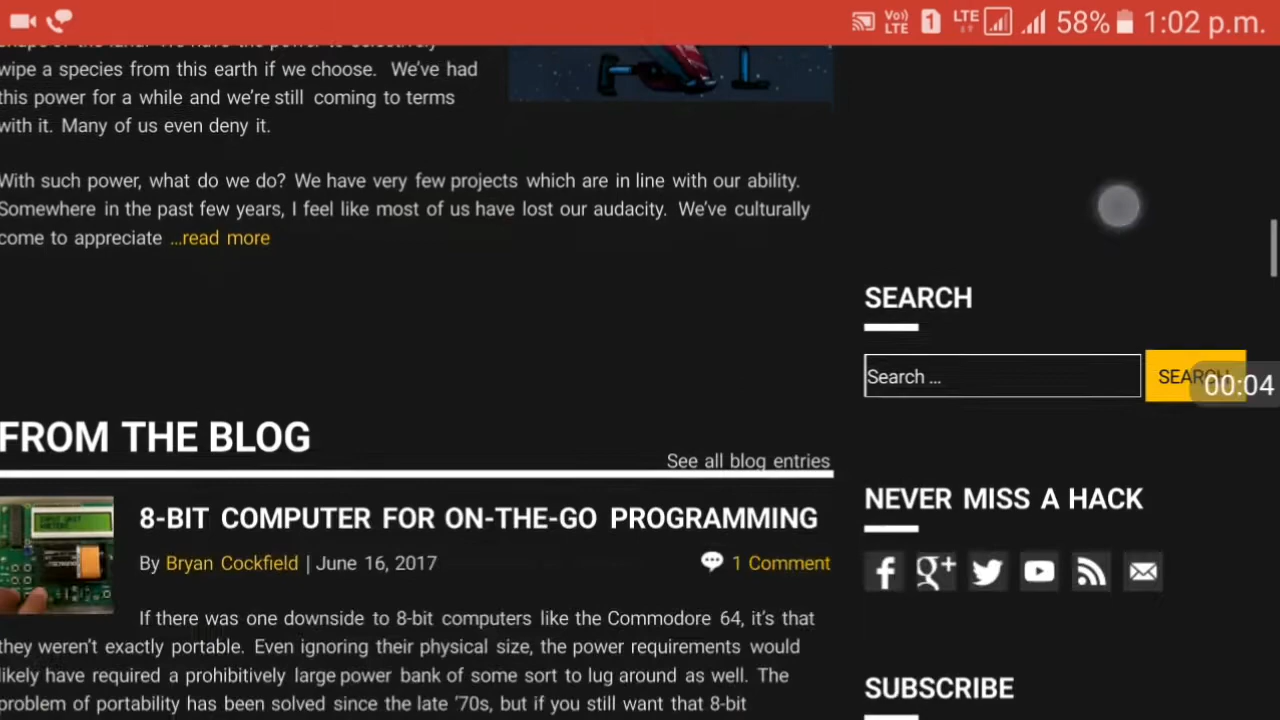 Vo) LTE 1 LTE 58% 1:02 p.m.
wipe a species from this earth if we choose. We've had
this power for a while and we're still coming to terms
with it. Many of us even deny it.
With such power, what do we do? We have very few projects which are in line with our ability.
Somewhere in the past few years, I feel like most of us have lost our audacity. We've culturally
come to appreciate …read more
SEARCH
Search …
SEARCH
00:04
FROM THE BLOG
See all blog entries
NEVER MISS A HACK
8-BIT COMPUTER FOR ON-THE-GO PROGRAMMING
By Bryan Cockfield | June 16, 2017
1 Comment
If there was one downside to 8-bit computers like the Commodore 64, it's that
they weren't exactly portable. Even ignoring their physical size, the power requirements would
likely have required a prohibitively large power bank of some sort to lug around as well. The
problem of portability has been solved since the late '70s, but if you still want that 8-bit
SUBSCRIBE